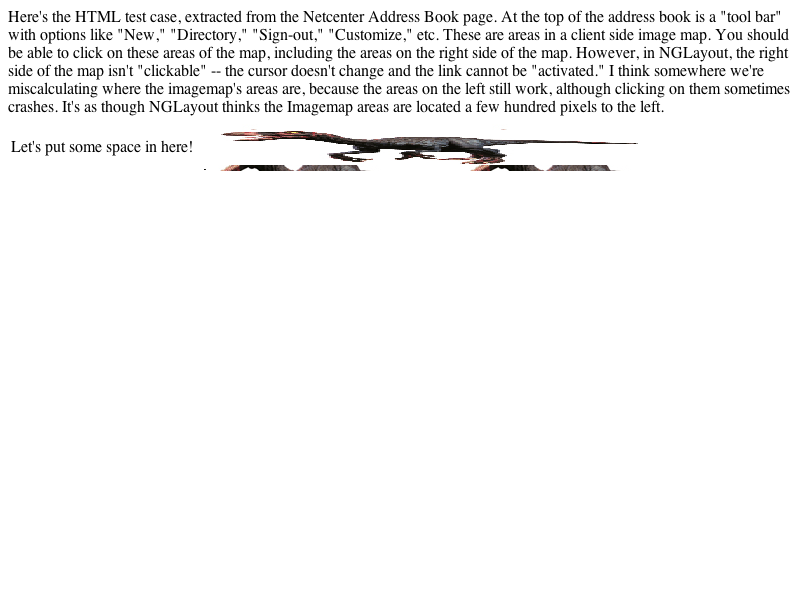 Here's the HTML test case, extracted from the Netcenter Address Book page. At the top of the address book is a "tool bar"
with options like "New," "Directory," "Sign-out," "Customize," etc. These are areas in a client side image map. You should
be able to click on these areas of the map, including the areas on the right side of the map. However, in NGLayout, the right
side of the map isn't "clickable" -- the cursor doesn't change and the link cannot be "activated." I think somewhere we're
miscalculating where the imagemap's areas are, because the areas on the left still work, although clicking on them sometimes
crashes. It's as though NGLayout thinks the Imagemap areas are located a few hundred pixels to the left.
Let's put some space in here!